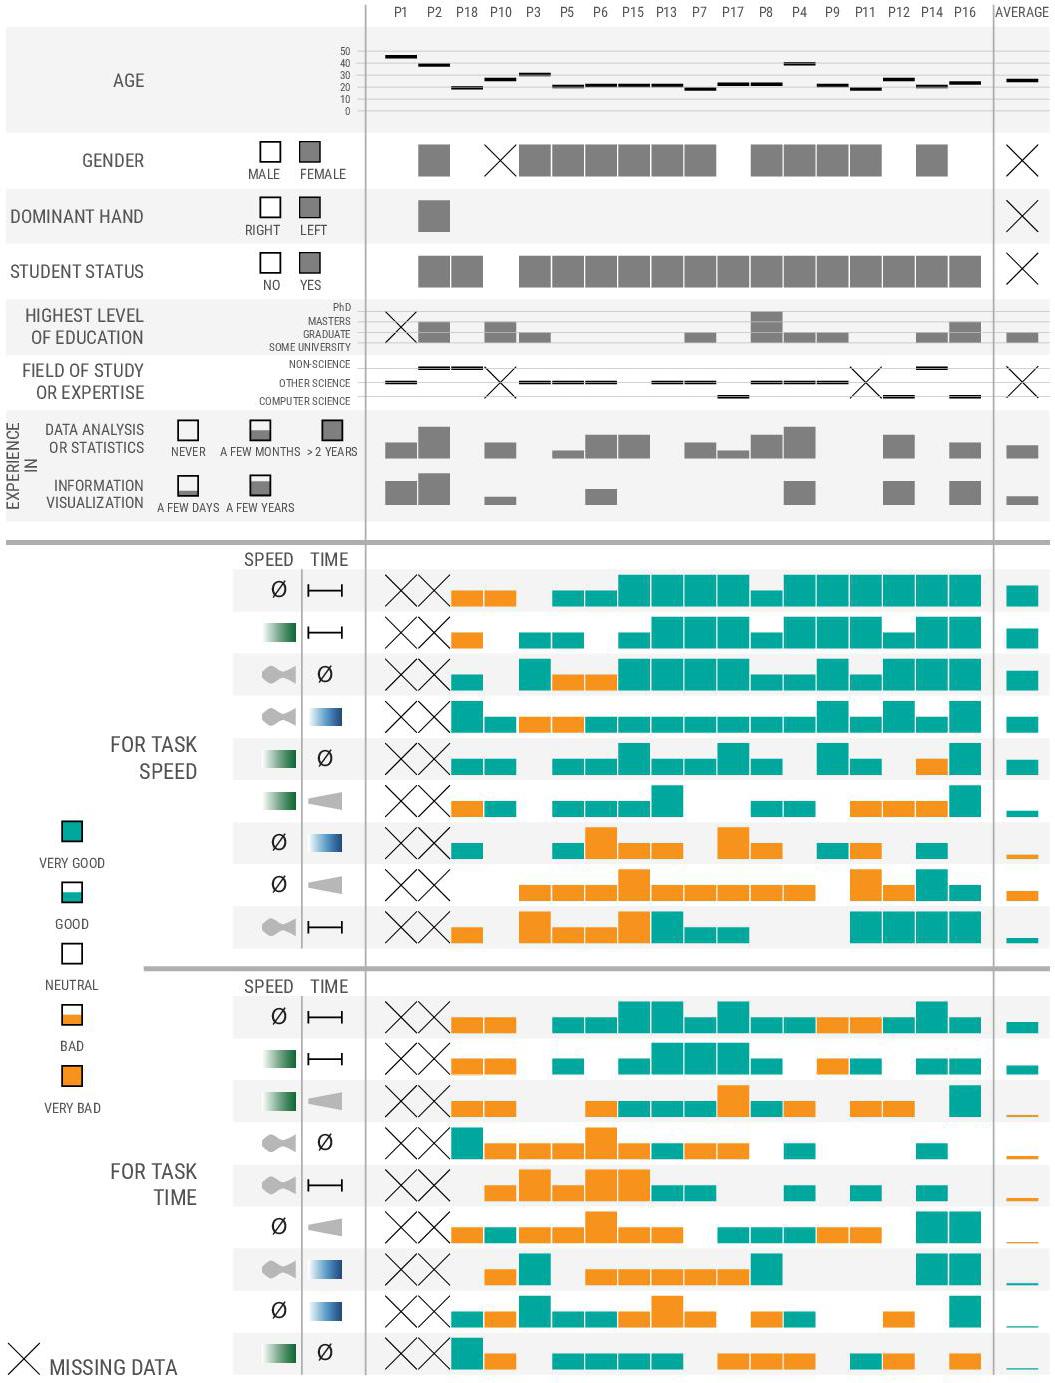 P1 P2 P18 P10 P3 P5 P6 P15 P13 P7 P17 P8 P4 P9 P11 P12 P14 P16 AVERAGE
AGE
50
40
30
20
10
0
GENDER
MALE FEMALE
DOMINANT HAND
RIGHT LEFT
STUDENT STATUS
NO YES
HIGHEST LEVEL
OF EDUCATION
PhD
MASTERS
GRADUATE
SOME UNIVERSITY
FIELD OF STUDY
OR EXPERTISE
NON-SCIENCE
OTHER SCIENCE
COMPUTER SCIENCE
EXPERIENCE
IN
DATA ANALYSIS
OR STATISTICS
NEVER A FEW MONTHS > 2 YEARS
INFORMATION
VISUALIZATION
A FEW DAYS A FEW YEARS
SPEED TIME
Ø
Ø
Ø
Ø
Ø
Ø
FOR TASK
SPEED
VERY GOOD
GOOD
NEUTRAL
BAD
VERY BAD
SPEED TIME
Ø
Ø
Ø
Ø
Ø
FOR TASK
TIME
MISSING DATA